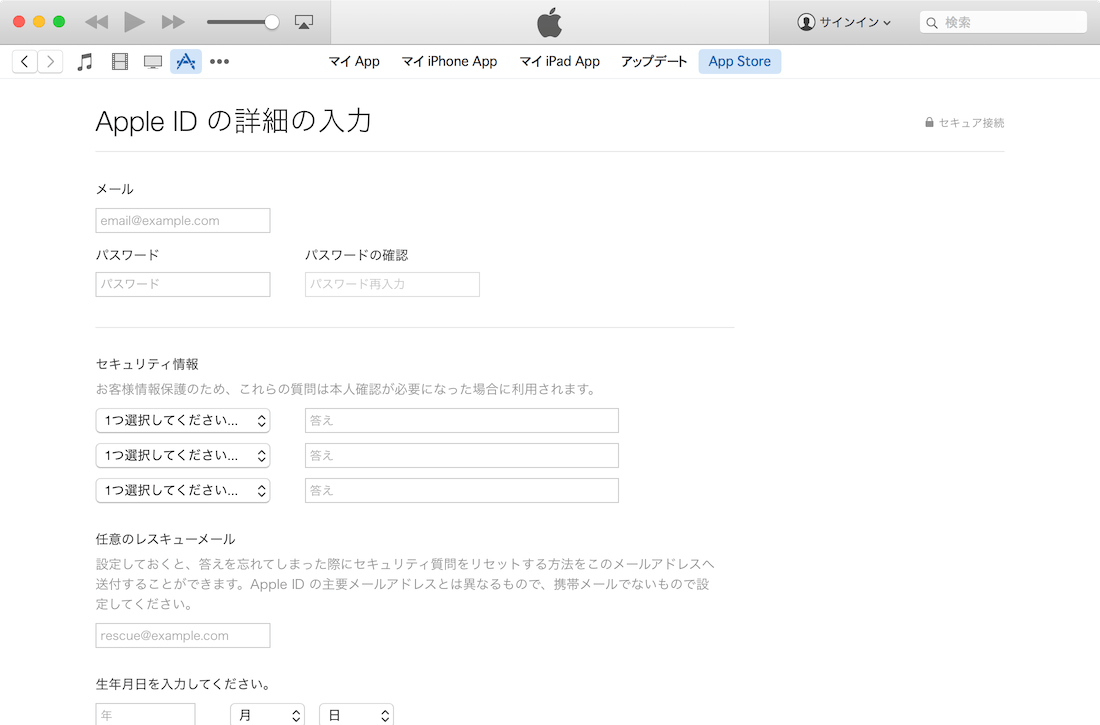 サインイン
検索
マイ App マイ iPhone App マイ iPad App アップデート App Store
Apple ID の詳細の入力
セキュア接続
メール
email@example.com
パスワード パスワードの確認
パスワード パスワード再入力
セキュリティ情報
お客様情報保護のため、これらの質問は本人確認が必要になった場合に利用されます。
1つ選択してください... 答え
1つ選択してください... 答え
1つ選択してください... 答え
任意のレスキューメール
設定しておくと、答えを忘れてしまった際にセキュリティ質問をリセットする方法をこのメールアドレスへ
送付することができます。Apple ID の主要メールアドレスとは異なるもので、携帯メールでないもので設
定してください。
rescue@example.com
生年月日を入力してください。
年 月 日